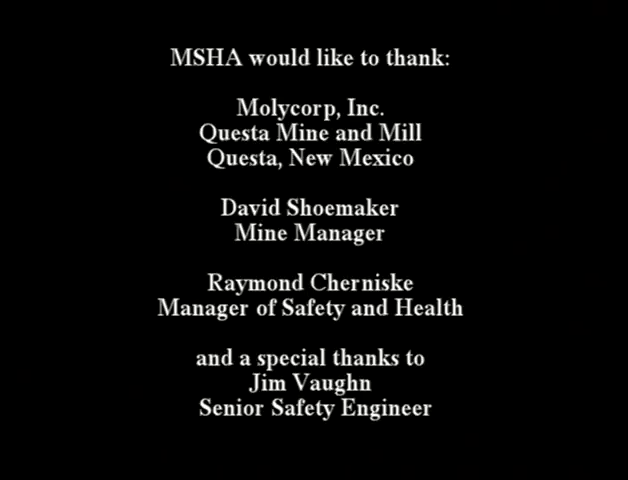 MSHA would like to thank:
Molycorp, Inc.
Questa Mine and Mill
Questa, New Mexico
David Shoemaker
Mine Manager
Raymond Cherniske
Manager of Safety and Health
and a special thanks to
Jim Vaughn
Senior Safety Engineer